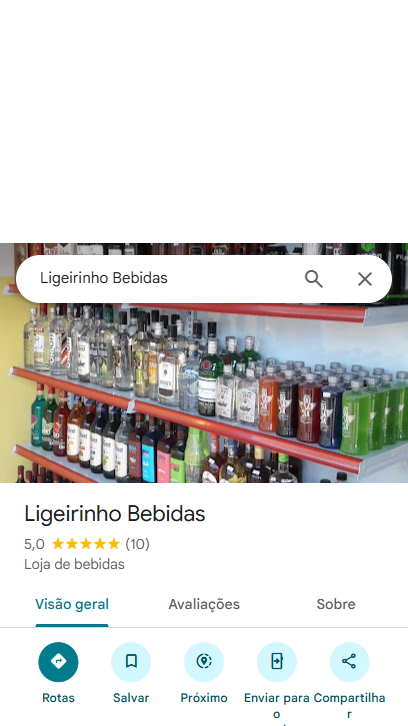 Ligeirinho Bebidas
Ligeirinho Bebidas
5,0 (10)
Loja de bebidas
Visão geral Avaliações Sobre
Rotas Salvar Próximo Enviar para o Compartilhar